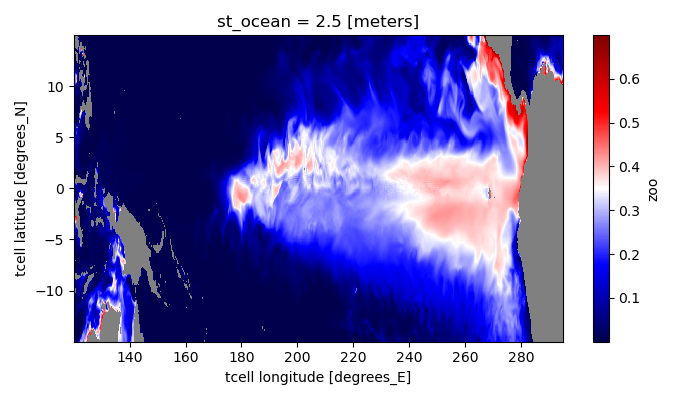 st_ocean = 2.5 [meters]
10
5
0
−5
−10
tcell latitude [degrees_N]
140 160 180 200 220 240 260 280
tcell longitude [degrees_E]
0.6
0.5
0.4
0.3
0.2
0.1
zoo